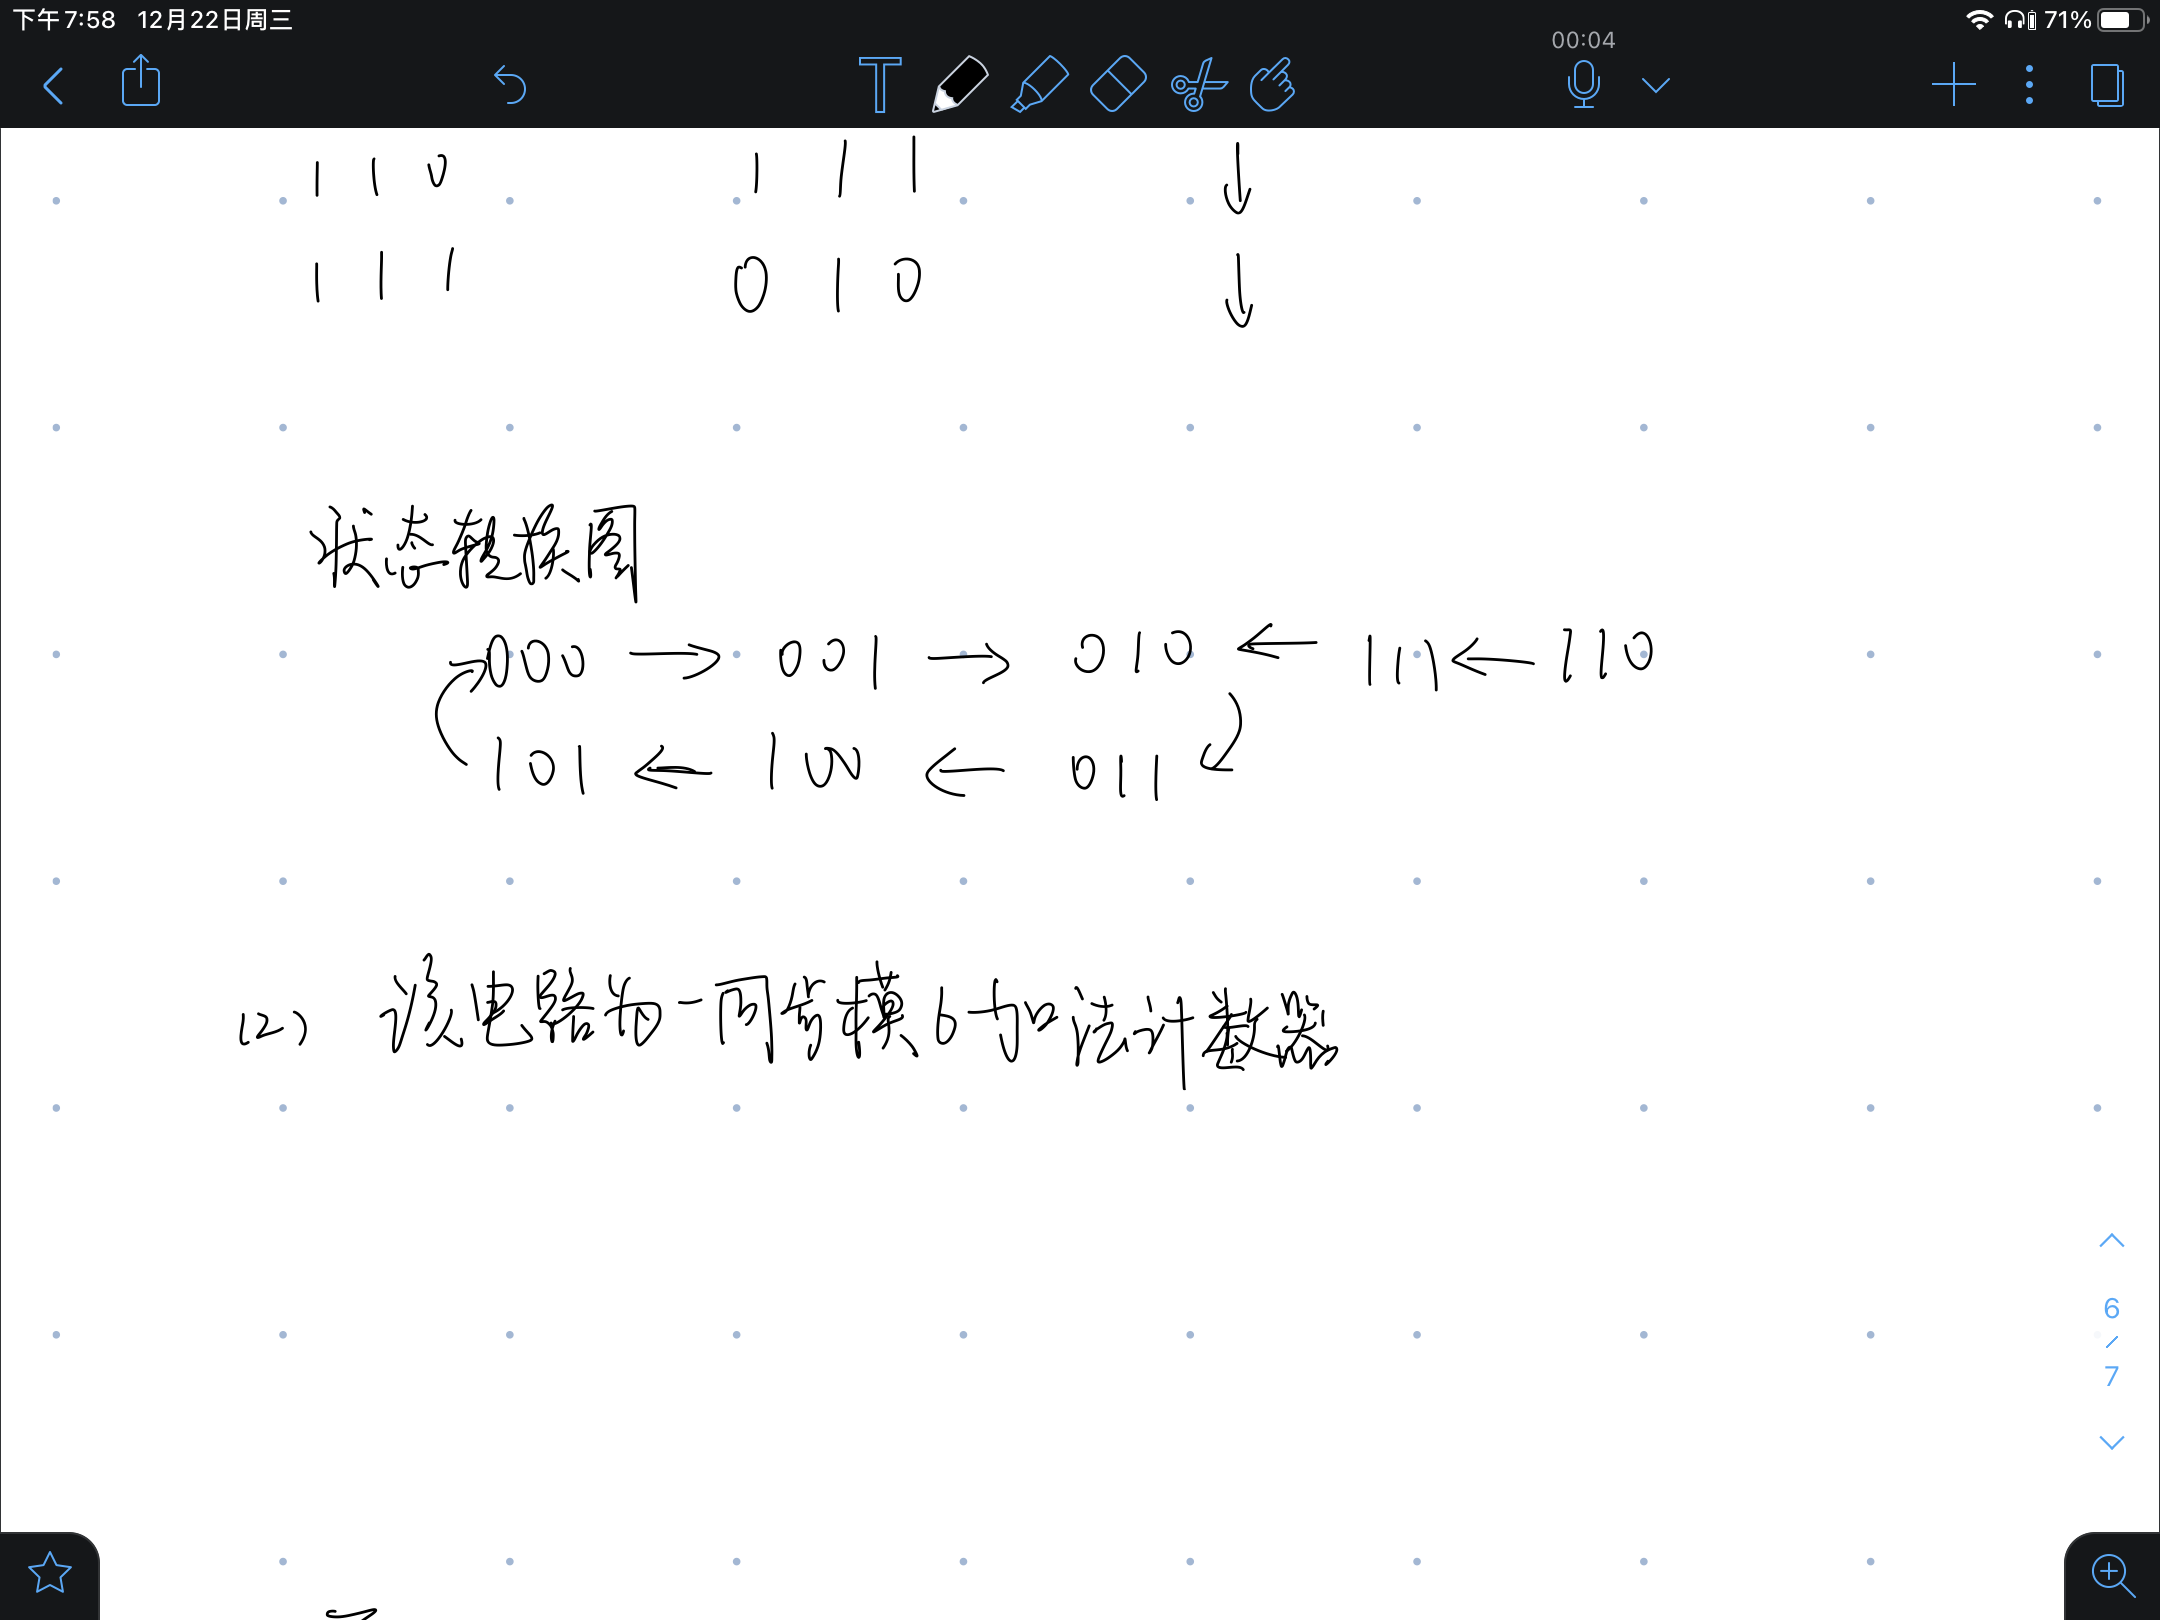 下午7:58 12月22日周三 71%
00:04
T
1 1 0 1 1 1 ↓
1 1 1 0 1 0 ↓
状态转换图
000 → 001 → 010 ← 111 ← 110
101 ← 100 ← 011
(2) 该电路为一同步模6加法计数器
6
/
7